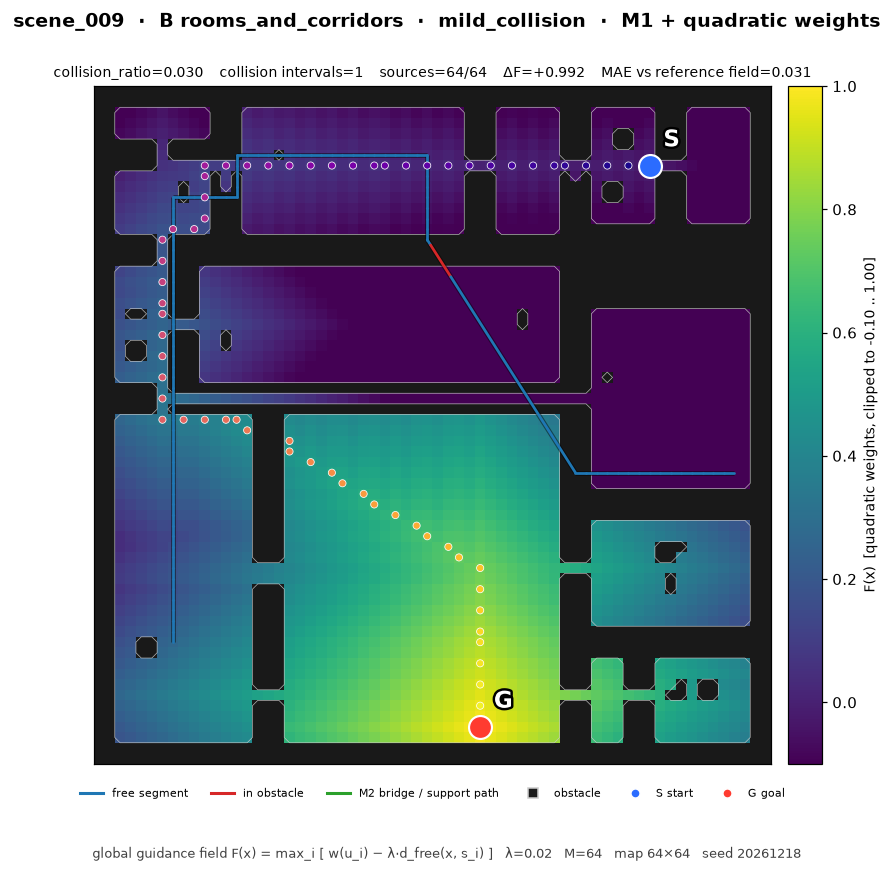 scene_009 · B rooms_and_corridors · mild_collision · M1 + quadratic weights
collision_ratio=0.030 collision intervals=1 sources=64/64 ΔF=+0.992 MAE vs reference field=0.031
S
G
1.0
0.8
0.6
0.4
0.2
0.0
F(x) [quadratic weights, clipped to -0.10 .. 1.00]
free segment in obstacle M2 bridge / support path obstacle S start G goal
global guidance field F(x) = max_i [ w(u_i) − λ·d_free(x, s_i) ] λ=0.02 M=64 map 64×64 seed 20261218